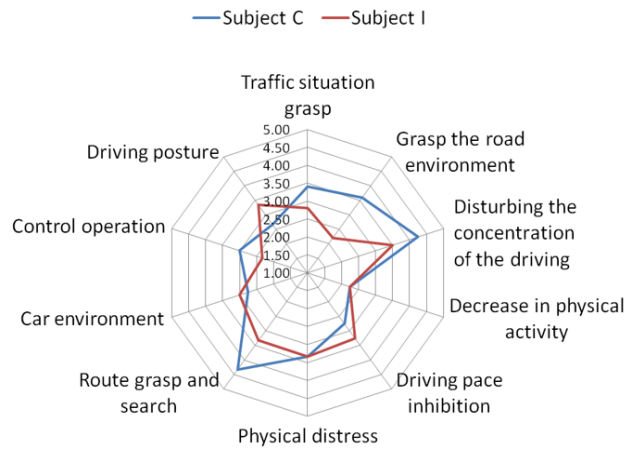 Subject C Subject I
Traffic situation
grasp
Grasp the road
environment
Disturbing the
concentration
of the driving
Decrease in physical
activity
Driving pace
inhibition
Physical distress
Route grasp and
search
Car environment
Control operation
Driving posture
5.00
4.50
4.00
3.50
3.00
2.50
2.00
1.50
1.00